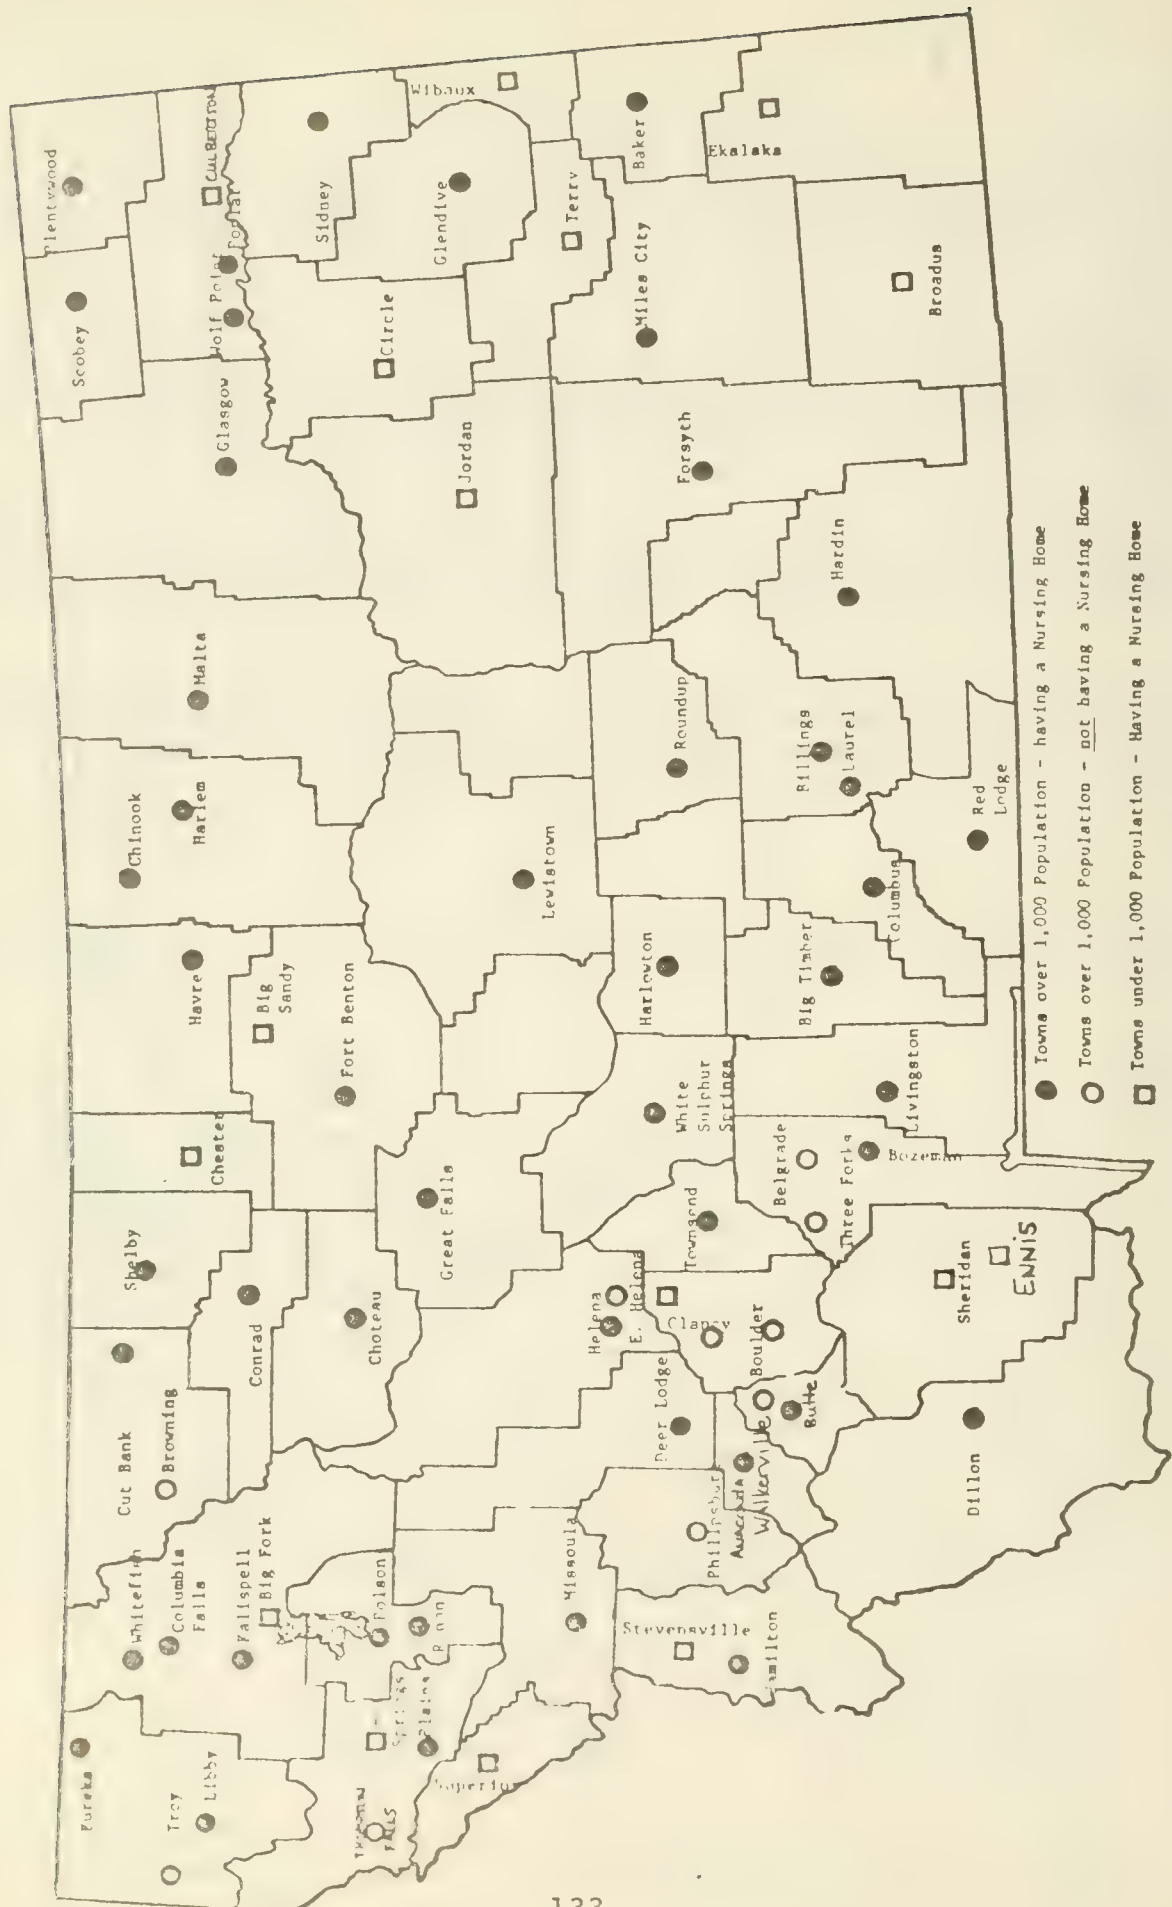 Eureka
Troy
Libby
Whitefish
Columbia
Falls
Big Fork
FALLS
Springs
Plains
Superior
Cut Bank
Browning
Shelby
Conrad
Choteau
Chester
Havre
Big
Sandy
Fort Benton
Great Falls
Chinook
Harlem
Malta
Glasgow
Scobey
Plentywood
Wolf Point
Poplar
CULBERTSON
Sidney
Circle
Jordan
Glendive
Wibaux
Terry
Lewistown
Missoula
Stevensville
Hamilton
Phillipsburg
Deer Lodge
Anaconda
Walkerville
Butte
Boulder
Helena
E. Helena
Clancy
Townsend
White
Sulphur
Springs
Harlowton
Roundup
Forsyth
Miles City
Baker
Ekalaka
Broadus
Hardin
Billings
Laurel
Columbus
Red
Lodge
Big Timber
Livingston
Bozeman
Belgrade
Three Forks
Sheridan
ENNIS
Dillon
Towns over 1,000 Population - having a Nursing Home
Towns over 1,000 Population - not having a Nursing Home
Towns under 1,000 Population - Having a Nursing Home